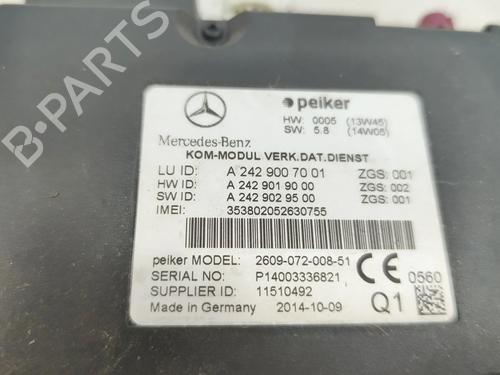 peiker
HW: 0005 (13W45)
SW: 5.8 (14W05)
Mercedes-Benz
KOM-MODUL VERK.DAT.DIENST
LU ID: A 242 900 70 01 ZGS: 001
HW ID: A 242 901 90 00 ZGS: 002
SW ID: A 242 902 95 00 ZGS: 001
IMEI: 353802052630755
peiker MODEL: 2609-072-008-51
SERIAL NO: P14003336821
CE 0560
SUPPLIER ID: 11510492
Made in Germany 2014-10-09 Q1
B-PARTS